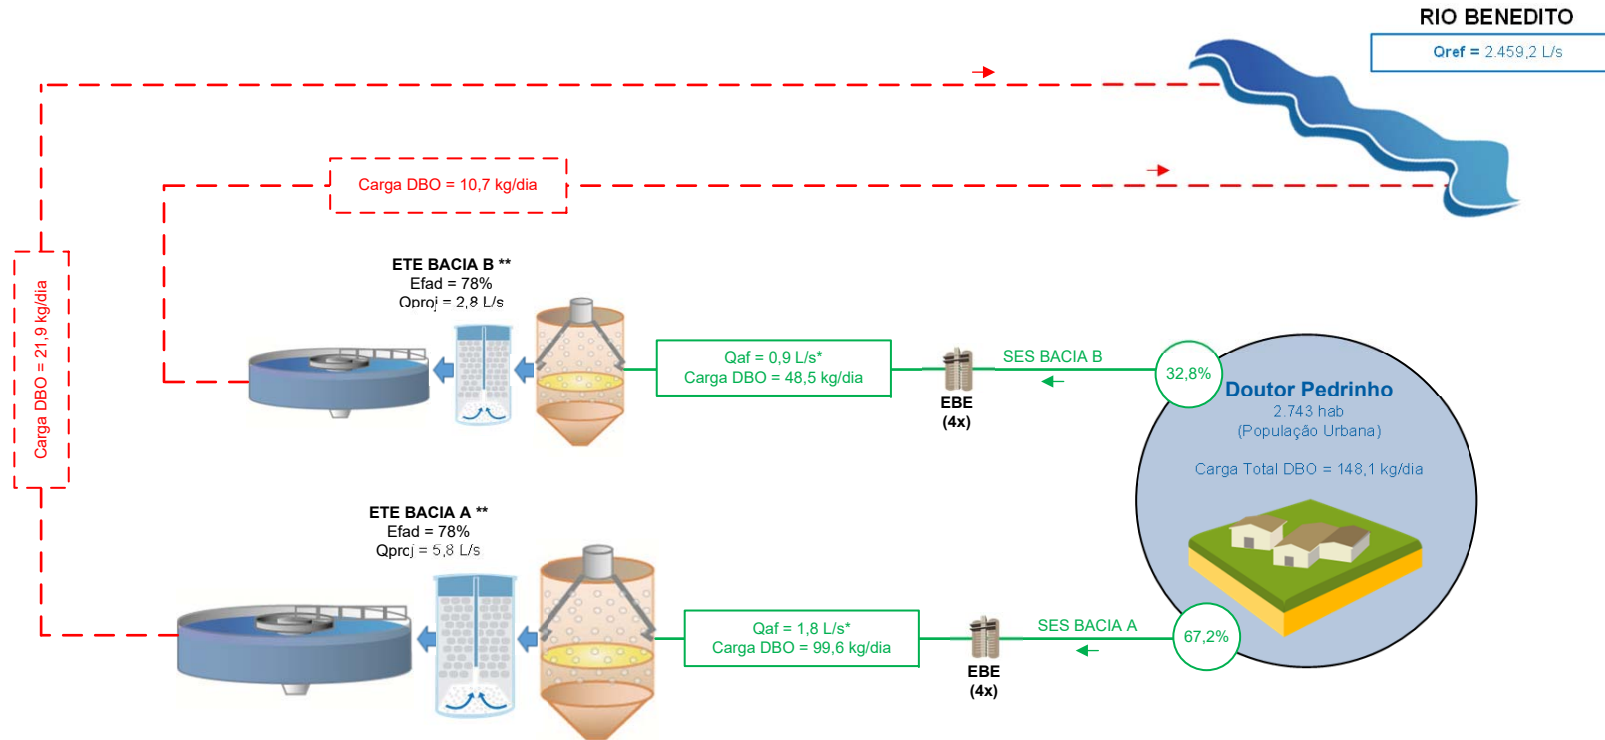 RIO BENEDITO
Qref = 2.459,2 L/s
Carga DBO = 10,7 kg/dia
Carga DBO = 21,9 kg/dia
ETE BACIA B **
Efad = 78%
Qproj = 2,8 L/s
Qaf = 0,9 L/s*
Carga DBO = 48,5 kg/dia
EBE
(4x)
SES BACIA B
32,8%
Doutor Pedrinho
2.743 hab
(População Urbana)
Carga Total DBO = 148,1 kg/dia
ETE BACIA A **
Efad = 78%
Qproj = 5,8 L/s
Qaf = 1,8 L/s*
Carga DBO = 99,6 kg/dia
EBE
(4x)
SES BACIA A
67,2%